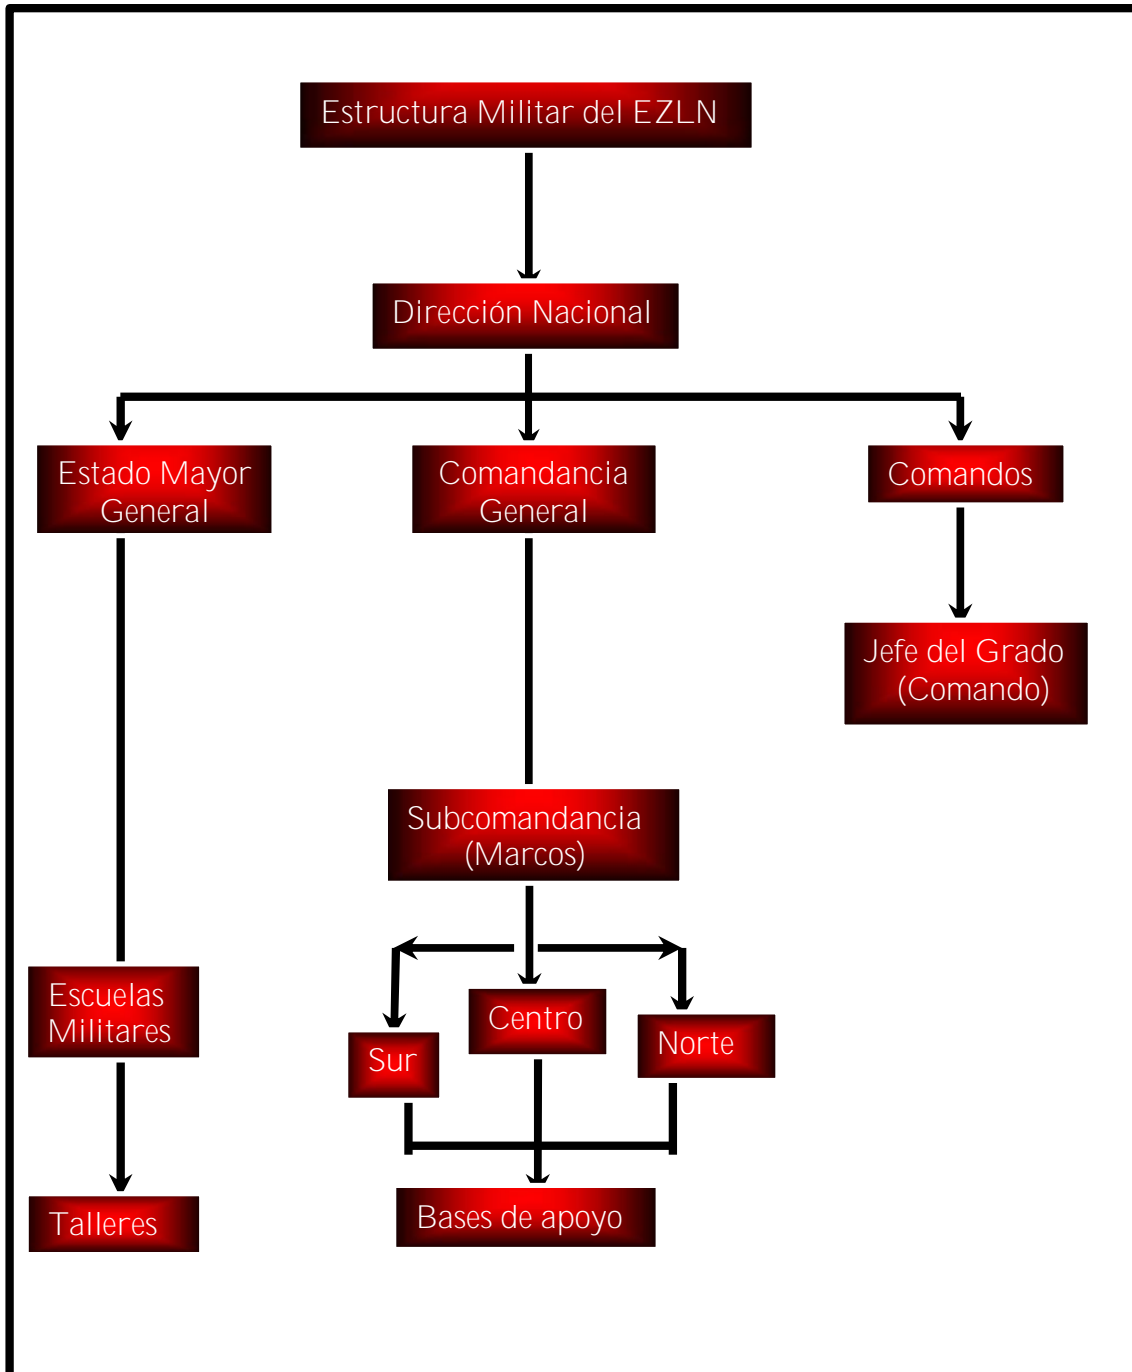 Estructura Militar del EZLN
Dirección Nacional
Estado Mayor
General
Comandancia
General
Comandos
Jefe del Grado
(Comando)
Subcomandancia
(Marcos)
Escuelas
Militares
Sur
Centro
Norte
Talleres
Bases de apoyo